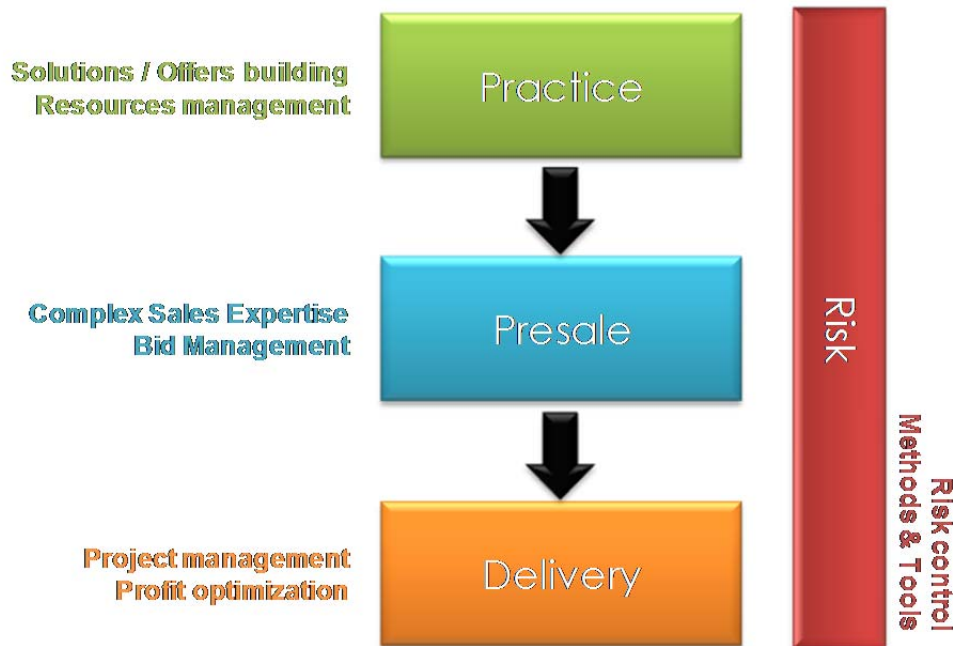 Solutions / Offers building
Resources management
Practice
Complex Sales Expertise
Bid Management
Presale
Project management
Profit optimization
Delivery
Risk
Risk control
Methods & Tools